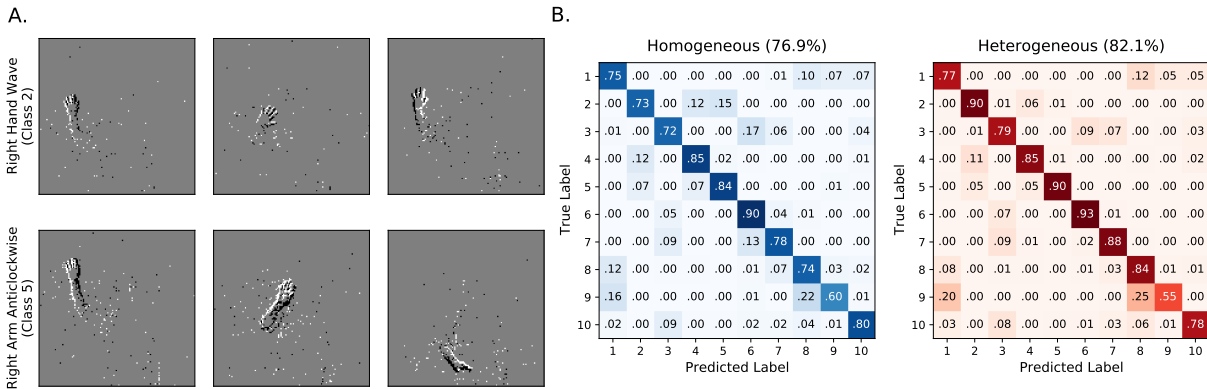 A.
Right Hand Wave
(Class 2)
Right Arm Anticlockwise
(Class 5)
B.
Homogeneous (76.9%)
True Label
1 .75 .00 .00 .00 .00 .01 .00 .10 .07 .07
2 .00 .73 .00 .12 .15 .00 .00 .00 .00 .00
3 .01 .00 .72 .00 .00 .17 .06 .00 .00 .04
4 .00 .12 .00 .85 .02 .00 .00 .00 .01 .00
5 .00 .07 .00 .07 .84 .00 .00 .00 .01 .00
6 .00 .00 .05 .00 .00 .90 .04 .01 .00 .00
7 .00 .00 .09 .00 .00 .13 .78 .00 .00 .00
8 .12 .00 .00 .00 .00 .01 .07 .74 .03 .02
9 .16 .00 .00 .00 .01 .00 .00 .22 .60 .01
10 .02 .00 .09 .00 .00 .02 .02 .04 .01 .80
1 2 3 4 5 6 7 8 9 10
Predicted Label
Heterogeneous (82.1%)
True Label
1 .77 .00 .00 .00 .00 .00 .00 .12 .05 .05
2 .00 .90 .01 .06 .01 .00 .00 .00 .00 .00
3 .01 .00 .79 .00 .00 .09 .07 .00 .00 .03
4 .00 .11 .00 .85 .01 .00 .00 .00 .00 .02
5 .00 .05 .00 .05 .90 .00 .00 .00 .00 .00
6 .00 .00 .07 .00 .00 .93 .01 .00 .00 .00
7 .00 .00 .09 .01 .00 .02 .88 .00 .00 .00
8 .08 .00 .01 .00 .00 .01 .03 .84 .01 .01
9 .20 .00 .00 .00 .01 .00 .00 .25 .55 .00
10 .03 .00 .08 .00 .00 .01 .03 .06 .01 .78
1 2 3 4 5 6 7 8 9 10
Predicted Label